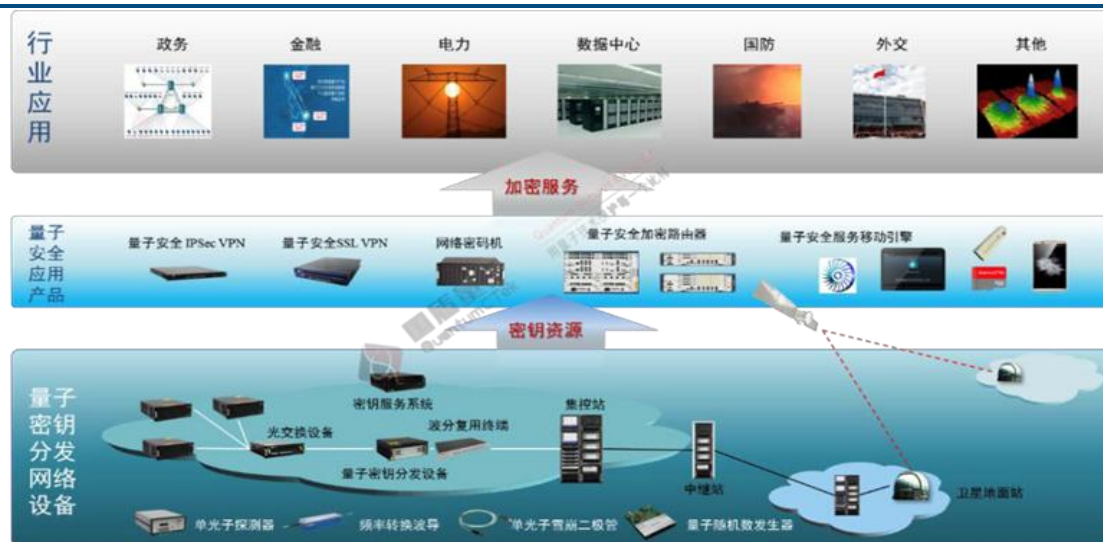 行
业
应
用
政务
金融
电力
数据中心
国防
外交
其他
加密服务
量子
安全
应用
产品
量子安全 IPSec VPN
量子安全SSL VPN
网络密码机
量子安全加密路由器
量子安全服务移动引擎
密钥资源
QuantumCTek
量子
密钥
分发
网络
设备
密钥服务系统
光交换设备
波分复用终端
量子密钥分发设备
集控站
中继站
卫星地面站
单光子探测器
频率转换波导
单光子雪崩二极管
量子随机数发生器